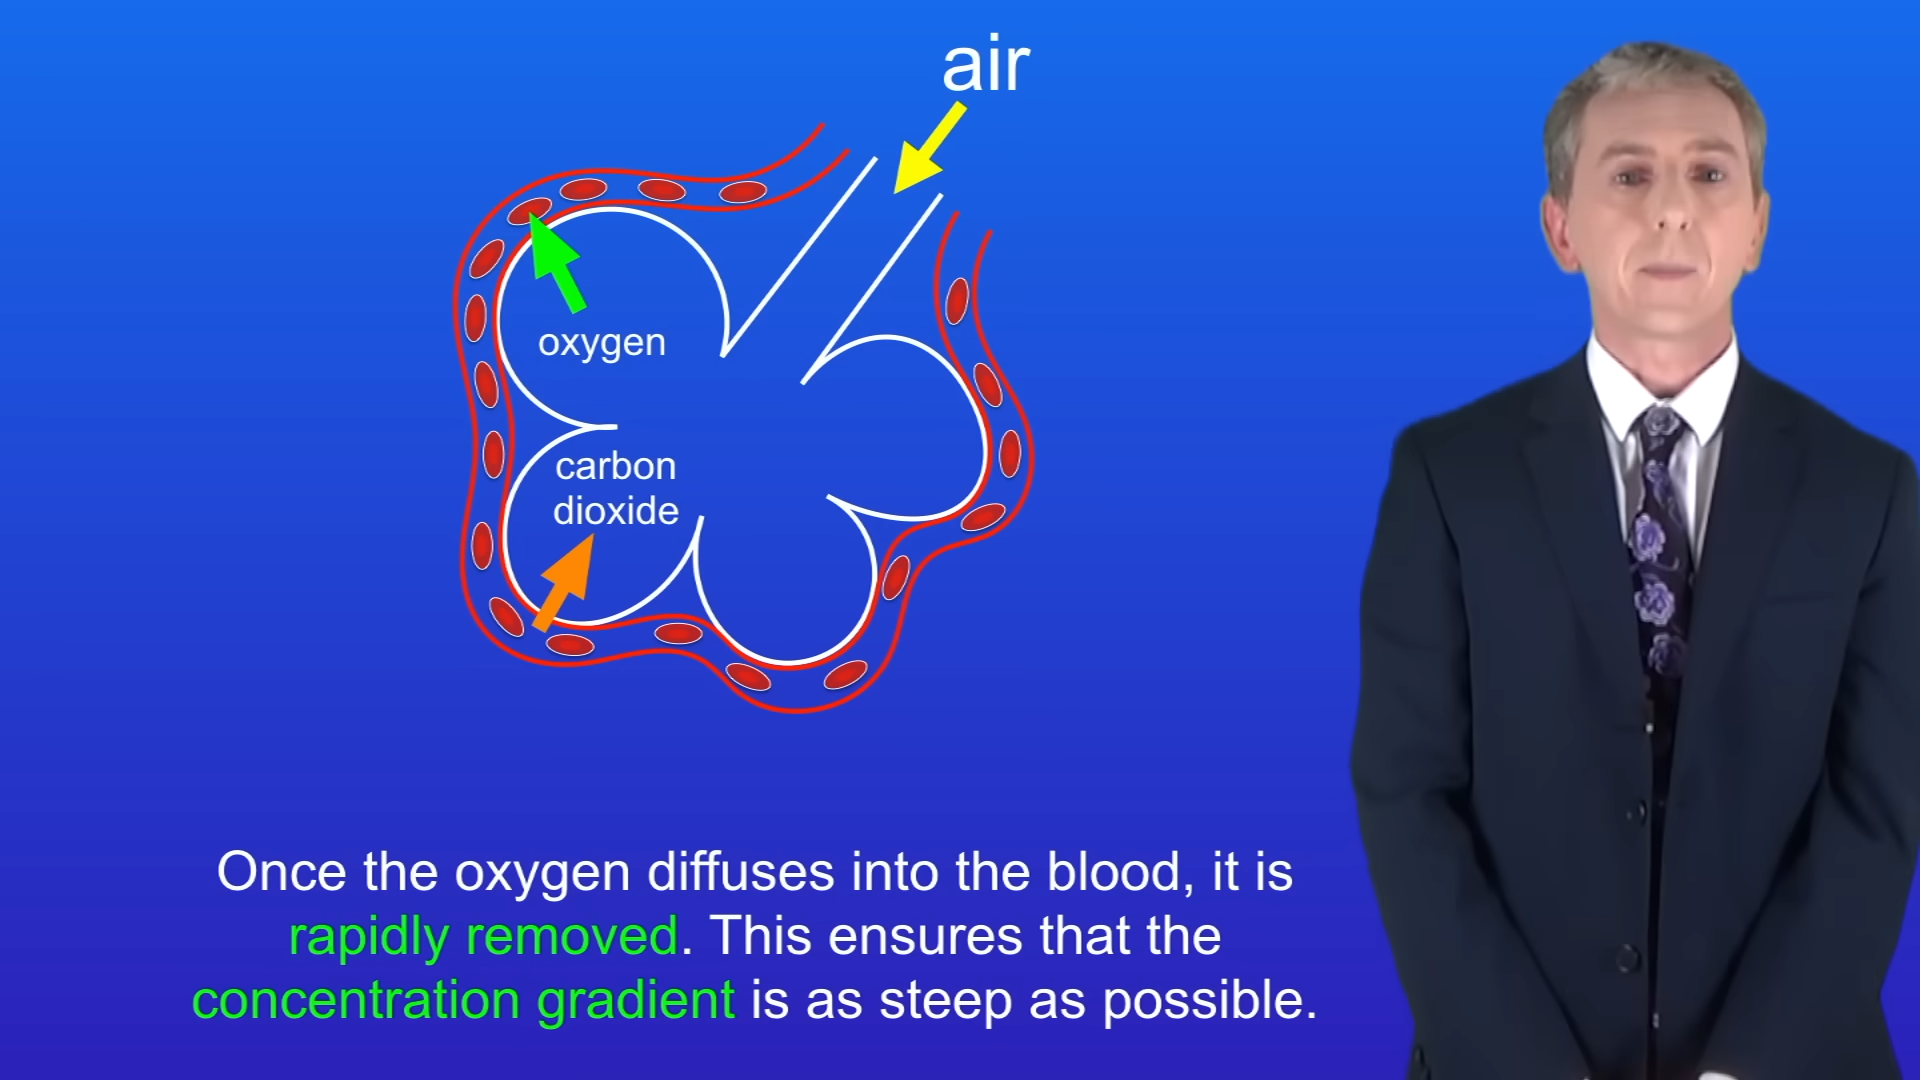 air
oxygen
carbon
dioxide
Once the oxygen diffuses into the blood, it is
rapidly removed. This ensures that the
concentration gradient is as steep as possible.